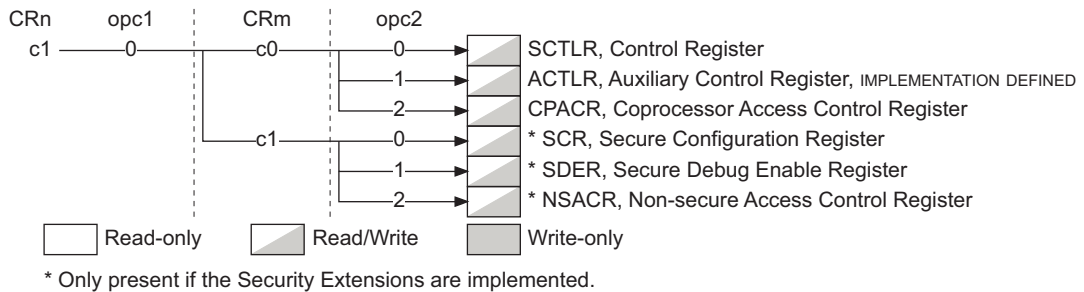 CRn opc1 CRm opc2
c1 0 c0 0 SCTLR, Control Register
1 ACTLR, Auxiliary Control Register, IMPLEMENTATION DEFINED
2 CPACR, Coprocessor Access Control Register
c1 0 * SCR, Secure Configuration Register
1 * SDER, Secure Debug Enable Register
2 * NSACR, Non-secure Access Control Register
Read-only Read/Write Write-only
* Only present if the Security Extensions are implemented.